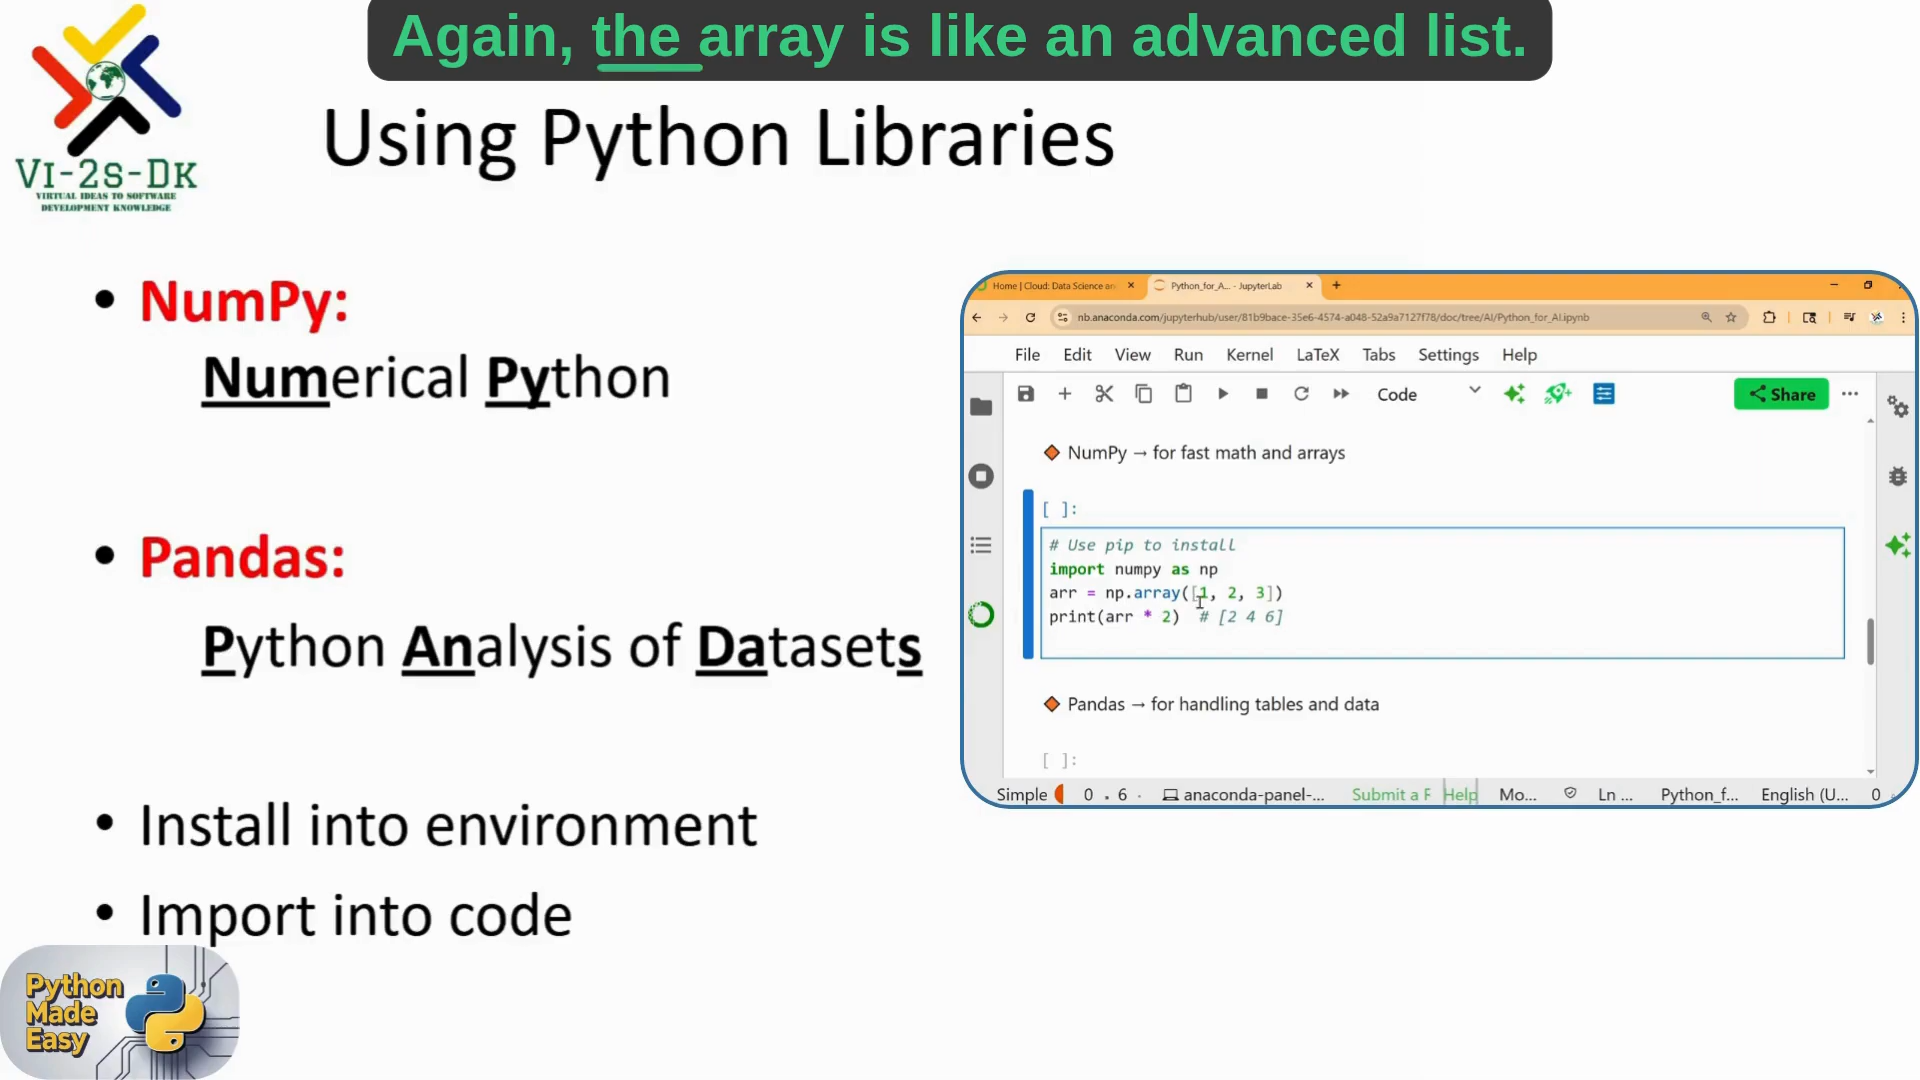 Again, the array is like an advanced list.
VI-2S-DK
VIRTUAL IDEAS TO SOFTWARE
DEVELOPMENT KNOWLEDGE
Using Python Libraries
• NumPy:
Numerical Python
• Pandas:
Python Analysis of Datasets
• Install into environment
• Import into code
Python
Made
Easy
Home | Cloud: Data Science an
Python_for_A... - JupyterLab
nb.anaconda.com/jupyterhub/user/81b9bace-35e6-4574-a048-52a9a7127f78/doc/tree/AI/Python_for_AI.ipynb
File Edit View Run Kernel LaTeX Tabs Settings Help
Code
Share
NumPy → for fast math and arrays
[ ]:
# Use pip to install
import numpy as np
arr = np.array([1, 2, 3])
print(arr * 2) # [2 4 6]
Pandas → for handling tables and data
[ ]:
Simple 0 . 6 anaconda-panel-... Submit a F Help Mo... Ln ... Python_f... English (U... 0